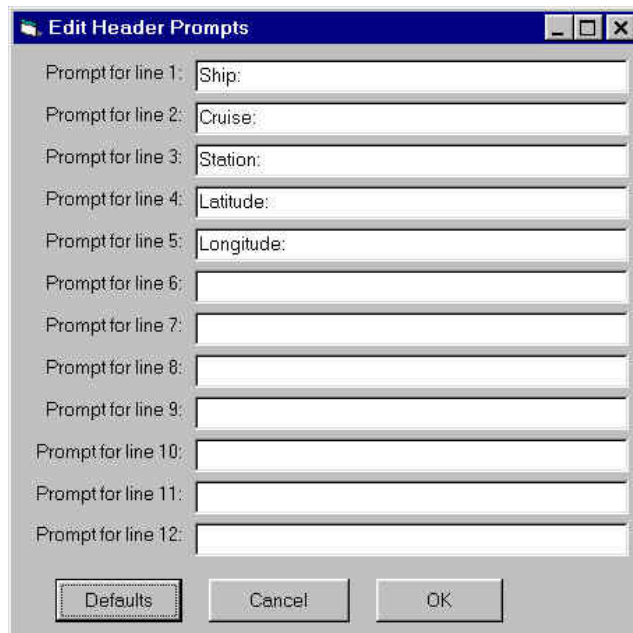 Edit Header Prompts
Prompt for line 1: Ship:
Prompt for line 2: Cruise:
Prompt for line 3: Station:
Prompt for line 4: Latitude:
Prompt for line 5: Longitude:
Prompt for line 6:
Prompt for line 7:
Prompt for line 8:
Prompt for line 9:
Prompt for line 10:
Prompt for line 11:
Prompt for line 12:
Defaults Cancel OK